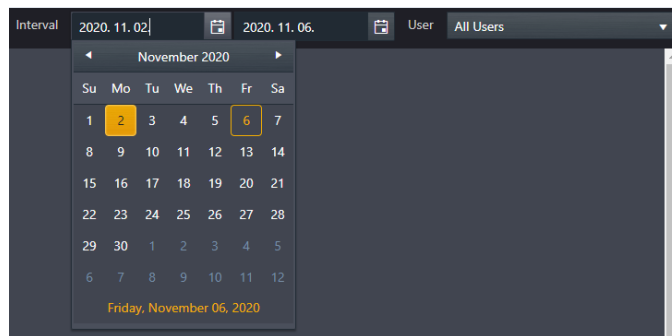 Interval 2020. 11. 02. 2020. 11. 06. User All Users
November 2020
Su Mo Tu We Th Fr Sa
1 2 3 4 5 6 7
8 9 10 11 12 13 14
15 16 17 18 19 20 21
22 23 24 25 26 27 28
29 30 1 2 3 4 5
6 7 8 9 10 11 12
Friday, November 06, 2020